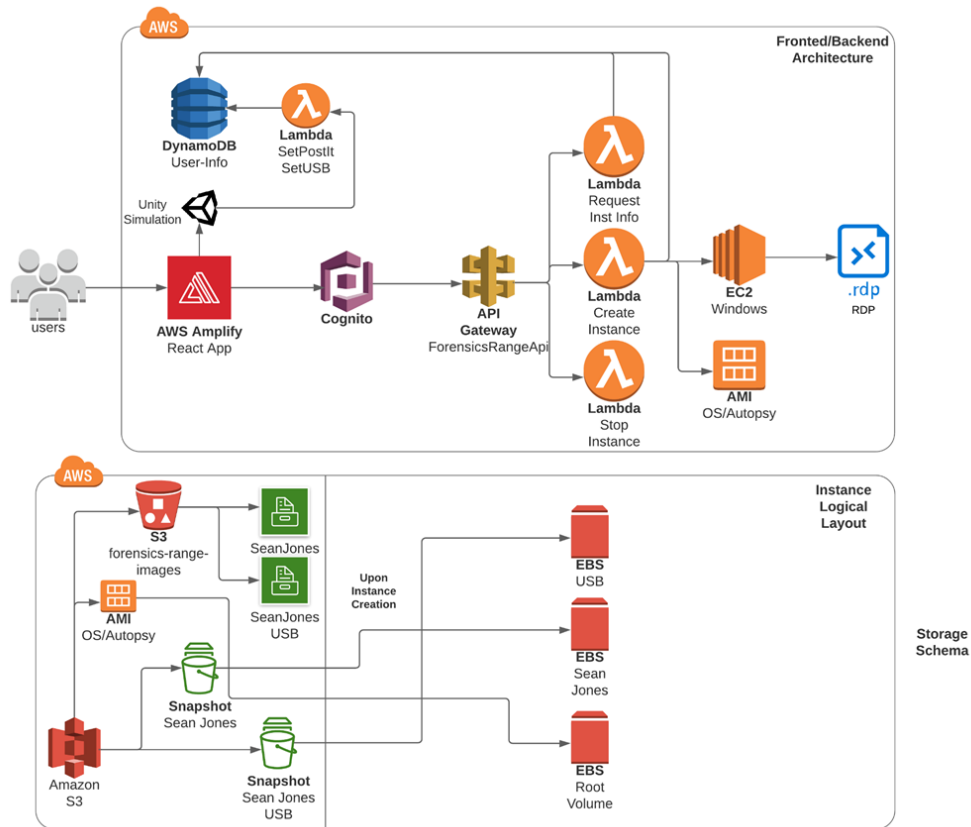 AWS
Fronted/Backend
Architecture
DynamoDB
User-Info
Lambda
SetPostIt
SetUSB
Unity
Simulation
users
AWS Amplify
React App
Cognito
API
Gateway
ForensicsRangeApi
Lambda
Request
Inst Info
Lambda
Create
Instance
Lambda
Stop
Instance
EC2
Windows
.rdp
RDP
AMI
OS/Autopsy
AWS
Instance
Logical
Layout
S3
forensics-range-
images
SeanJones
SeanJones
USB
AMI
OS/Autopsy
Upon
Instance
Creation
Snapshot
Sean Jones
Snapshot
Sean Jones
USB
Amazon
S3
EBS
USB
EBS
Sean
Jones
EBS
Root
Volume
Storage
Schema